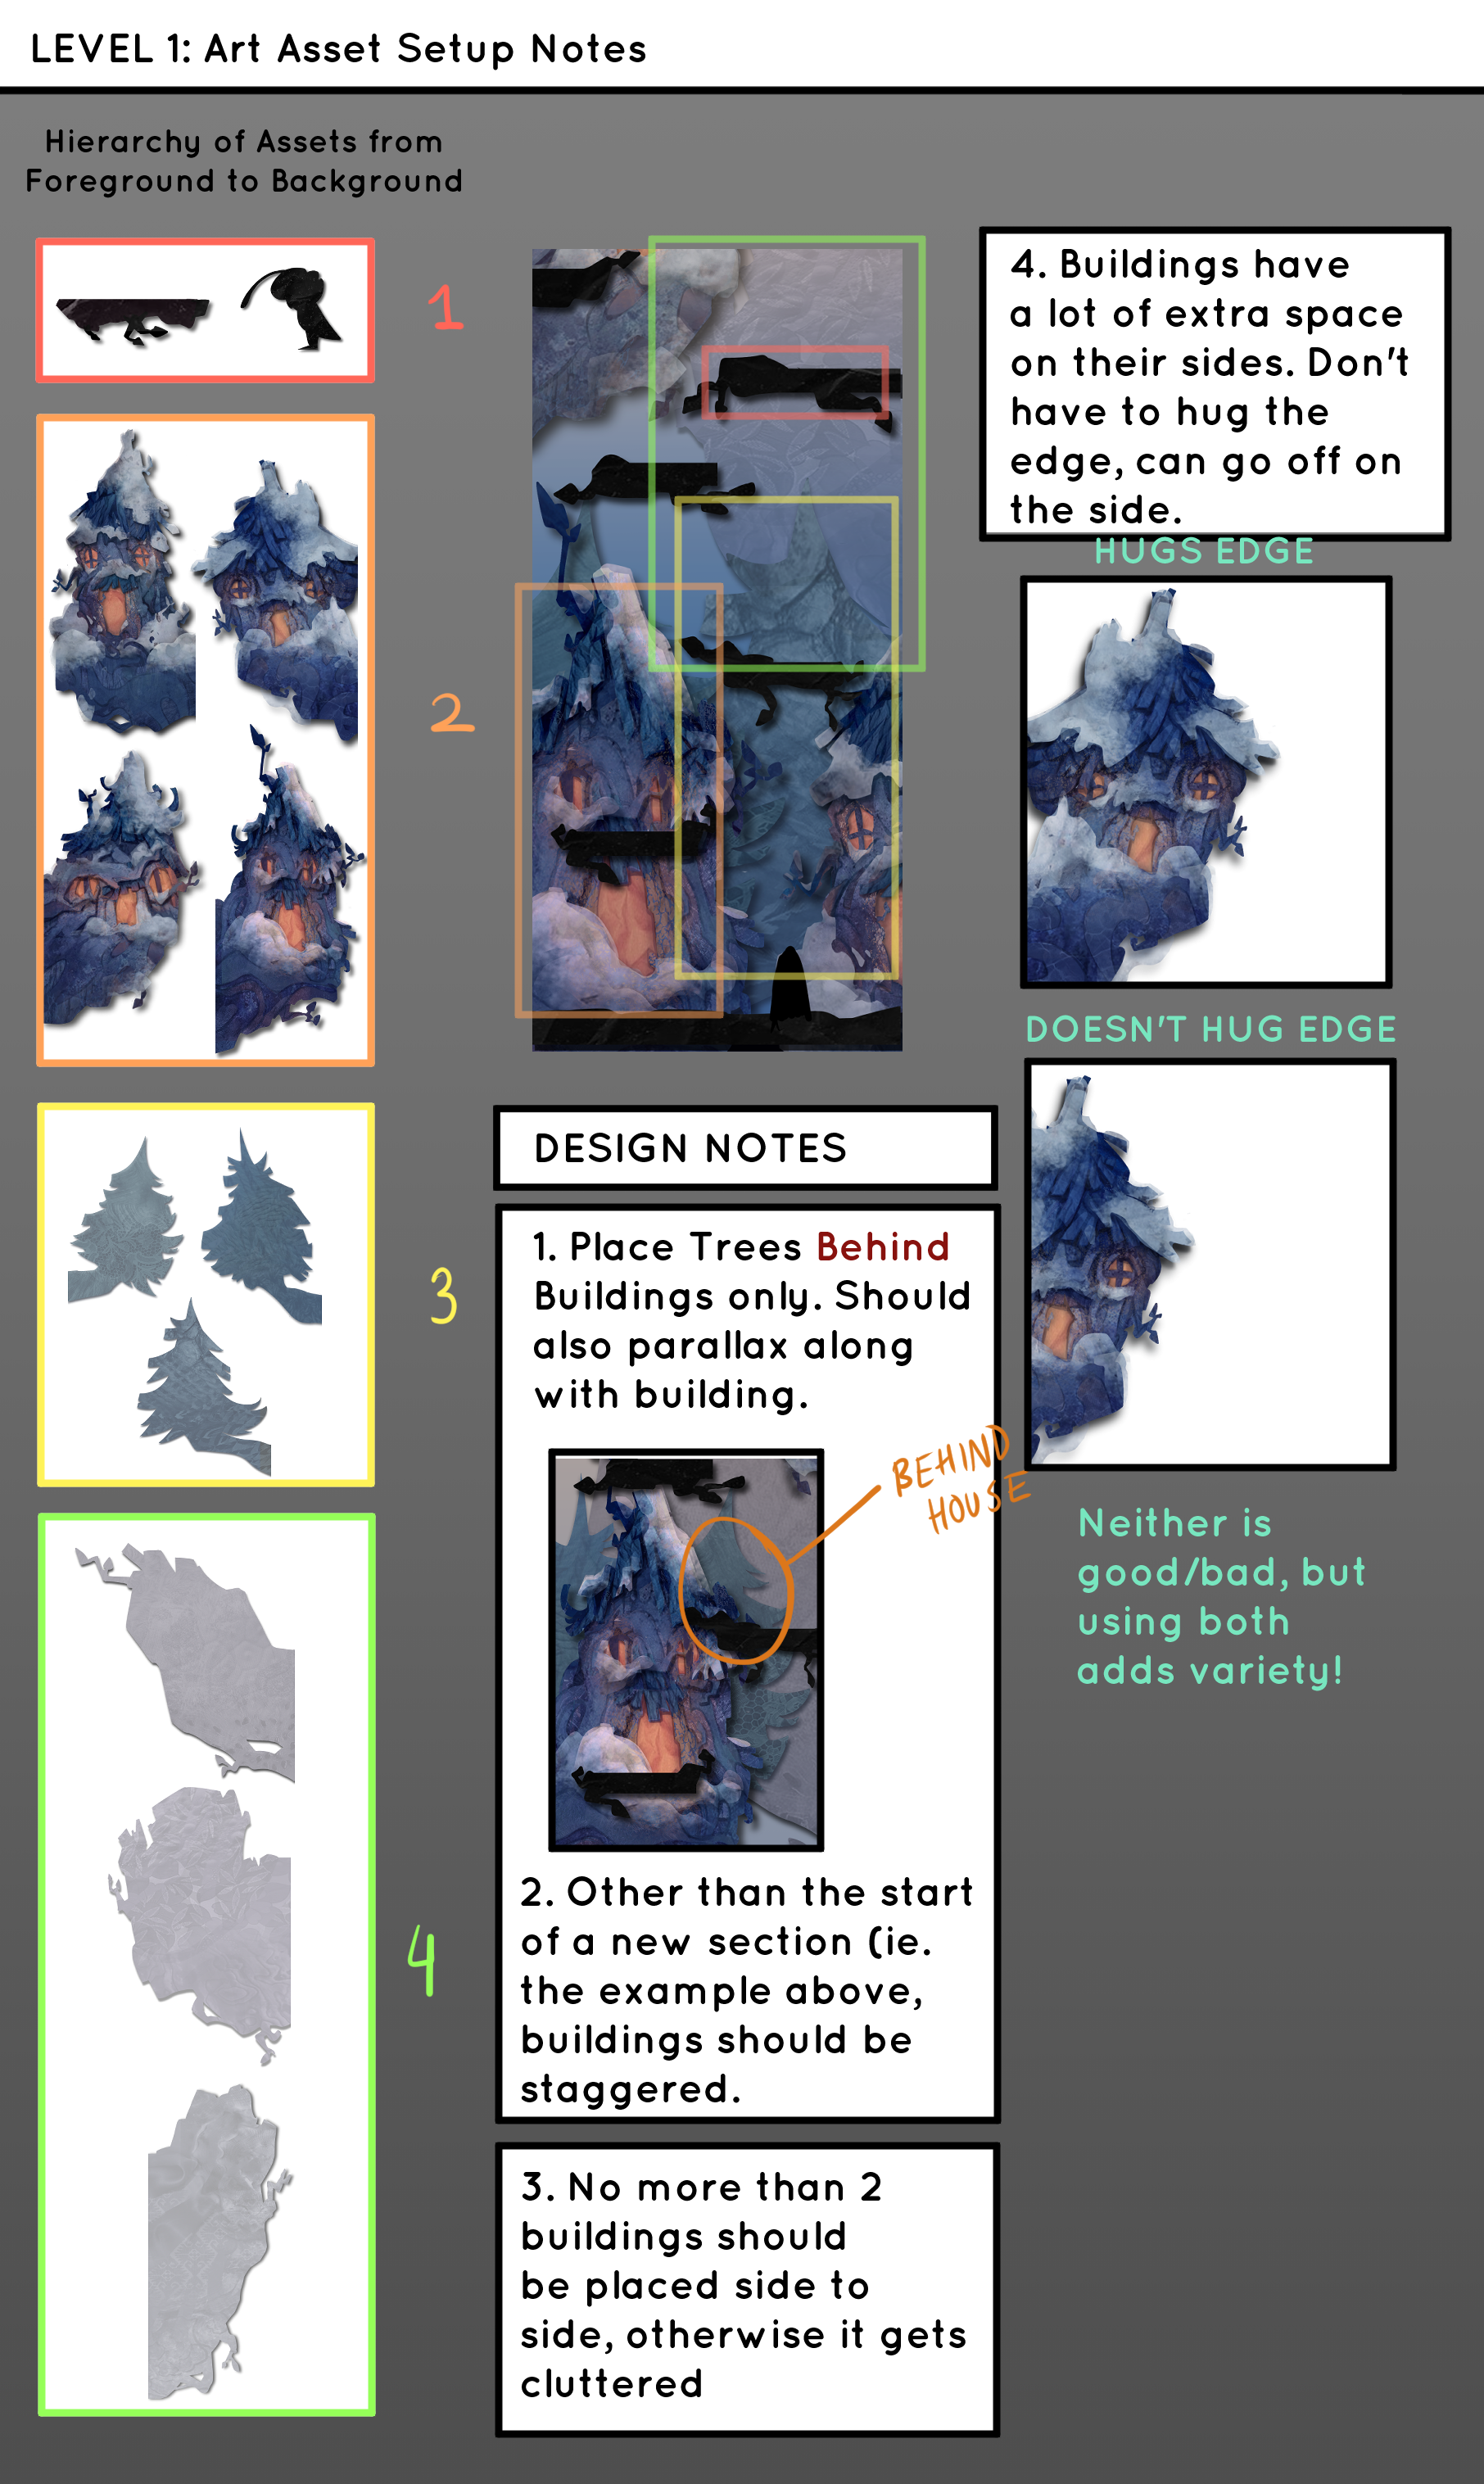 LEVEL 1: Art Asset Setup Notes
Hierarchy of Assets from
Foreground to Background
1
2
3
4
DESIGN NOTES
1. Place Trees Behind
Buildings only. Should
also parallax along
with building.
BEHIND
HOUSE
2. Other than the start
of a new section (ie.
the example above,
buildings should be
staggered.
3. No more than 2
buildings should
be placed side to
side, otherwise it gets
cluttered
4. Buildings have
a lot of extra space
on their sides. Don't
have to hug the
edge, can go off on
the side.
HUGS EDGE
DOESN'T HUG EDGE
Neither is
good/bad, but
using both
adds variety!